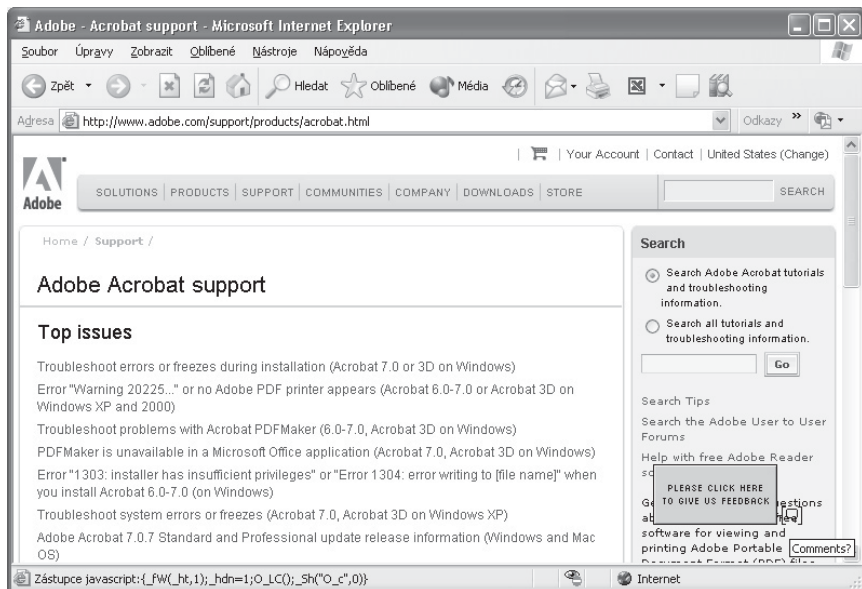 Adobe - Acrobat support - Microsoft Internet Explorer
Soubor Úpravy Zobrazit Oblíbené Nástroje Nápověda
Zpět Hledat Oblíbené Média
Adresa http://www.adobe.com/support/products/acrobat.html Odkazy »
| | Your Account | Contact | United States (Change)
Adobe
SOLUTIONS | PRODUCTS | SUPPORT | COMMUNITIES | COMPANY | DOWNLOADS | STORE SEARCH
Home / Support /
Adobe Acrobat support
Top issues
Troubleshoot errors or freezes during installation (Acrobat 7.0 or 3D on Windows)
Error "Warning 20225..." or no Adobe PDF printer appears (Acrobat 6.0-7.0 or Acrobat 3D on
Windows XP and 2000)
Troubleshoot problems with Acrobat PDFMaker (6.0-7.0, Acrobat 3D on Windows)
PDFMaker is unavailable in a Microsoft Office application (Acrobat 7.0, Acrobat 3D on Windows)
Error "1303: installer has insufficient privileges" or "Error 1304: error writing to [file name]" when
you install Acrobat 6.0-7.0 (on Windows)
Troubleshoot system errors or freezes (Acrobat 7.0, Acrobat 3D on Windows XP)
Adobe Acrobat 7.0.7 Standard and Professional update release information (Windows and Mac
OS)
Search
Search Adobe Acrobat tutorials
and troubleshooting
information.
Search all tutorials and
troubleshooting information.
Go
Search Tips
Search the Adobe User to User
Forums
Help with free Adobe Reader
PLEASE CLICK HERE
TO GIVE US FEEDBACK
software for viewing and
printing Adobe Portable
Document Format (PDF) files
Comments?
Zástupce javascript:{_fW(_ht,1);_hdn=1;O_LC();_Sh("O_c",0)} Internet